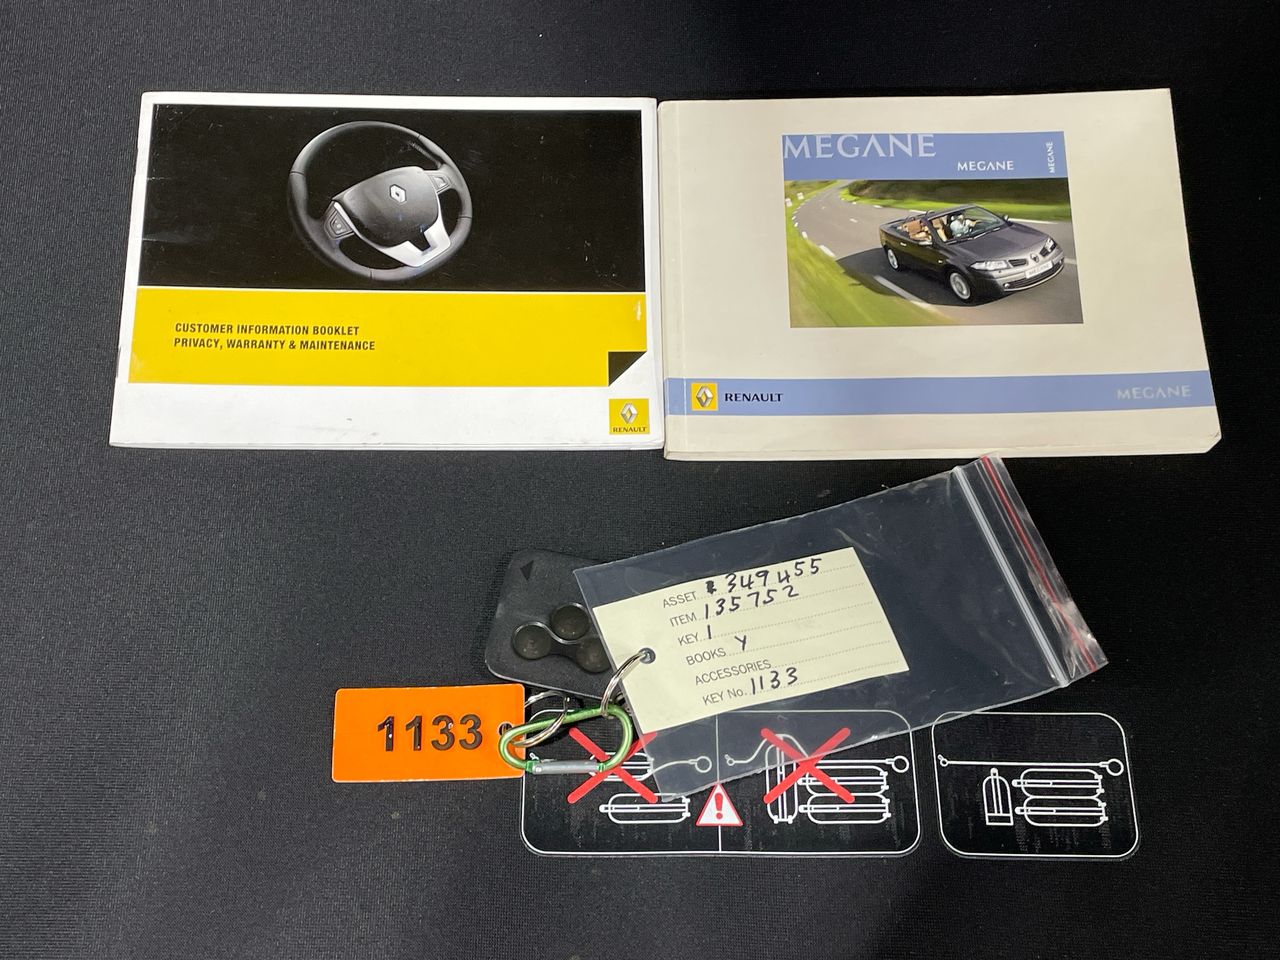 CUSTOMER INFORMATION BOOKLET
PRIVACY, WARRANTY & MAINTENANCE
RENAULT
MEGANE
MEGANE
MEGANE
RENAULT
MEGANE
ASSET 349455
ITEM 135752
KEY 1
BOOKS Y
ACCESSORIES
KEY No. 1133
1133